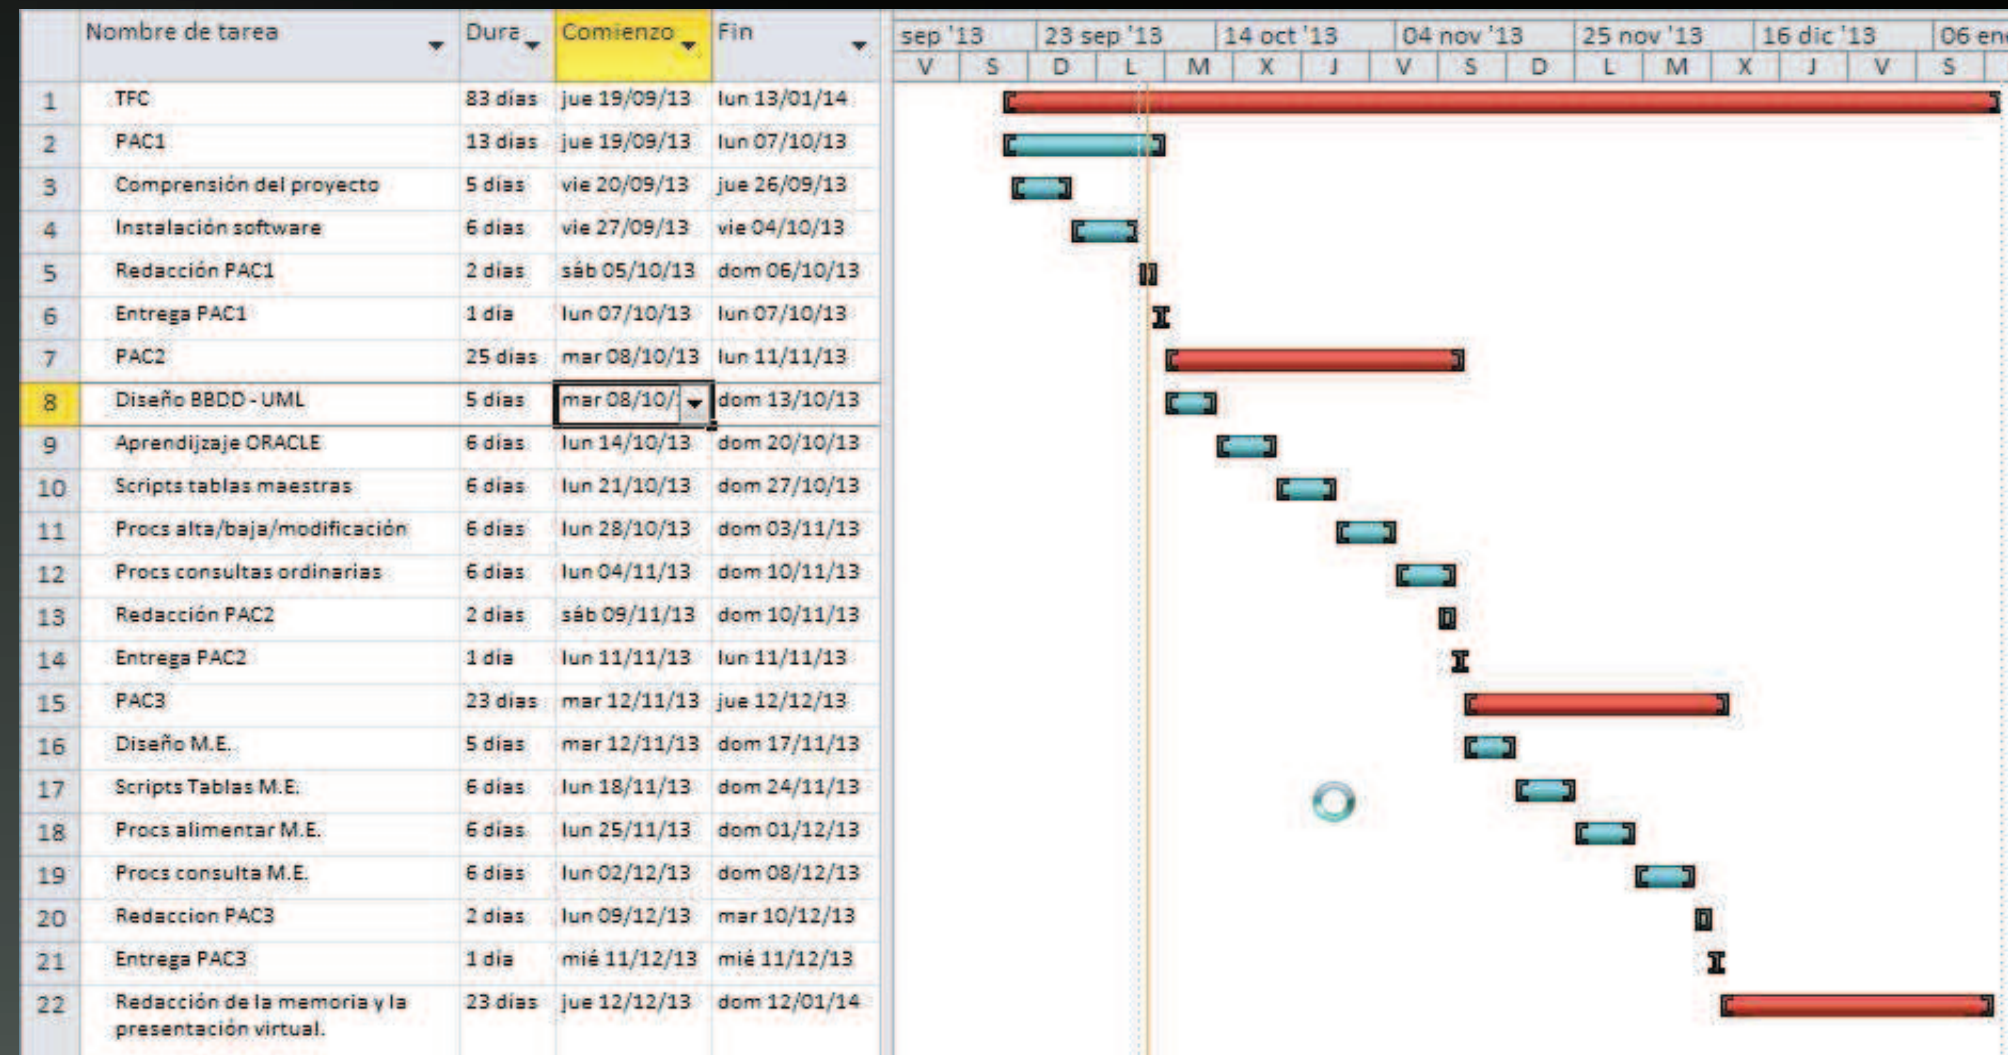 Nombre de tarea Dura Comienzo Fin sep '13 23 sep '13 14 oct '13 04 nov '13 25 nov '13 16 dic '13 06 ene
V S D L M X J V S D L M X J V S
1 TFC 83 días jue 19/09/13 lun 13/01/14
2 PAC1 13 días jue 19/09/13 lun 07/10/13
3 Comprensión del proyecto 5 días vie 20/09/13 jue 26/09/13
4 Instalación software 6 días vie 27/09/13 vie 04/10/13
5 Redacción PAC1 2 días sáb 05/10/13 dom 06/10/13
6 Entrega PAC1 1 día lun 07/10/13 lun 07/10/13
7 PAC2 25 días mar 08/10/13 lun 11/11/13
8 Diseño BBDD - UML 5 días mar 08/10/ dom 13/10/13
9 Aprendijzaje ORACLE 6 días lun 14/10/13 dom 20/10/13
10 Scripts tablas maestras 6 días lun 21/10/13 dom 27/10/13
11 Procs alta/baja/modificación 6 días lun 28/10/13 dom 03/11/13
12 Procs consultas ordinarias 6 días lun 04/11/13 dom 10/11/13
13 Redacción PAC2 2 días sáb 09/11/13 dom 10/11/13
14 Entrega PAC2 1 día lun 11/11/13 lun 11/11/13
15 PAC3 23 días mar 12/11/13 jue 12/12/13
16 Diseño M.E. 5 días mar 12/11/13 dom 17/11/13
17 Scripts Tablas M.E. 6 días lun 18/11/13 dom 24/11/13
18 Procs alimentar M.E. 6 días lun 25/11/13 dom 01/12/13
19 Procs consulta M.E. 6 días lun 02/12/13 dom 08/12/13
20 Redaccion PAC3 2 días lun 09/12/13 mar 10/12/13
21 Entrega PAC3 1 día mié 11/12/13 mié 11/12/13
22 Redacción de la memoria y la 23 días jue 12/12/13 dom 12/01/14
presentación virtual.